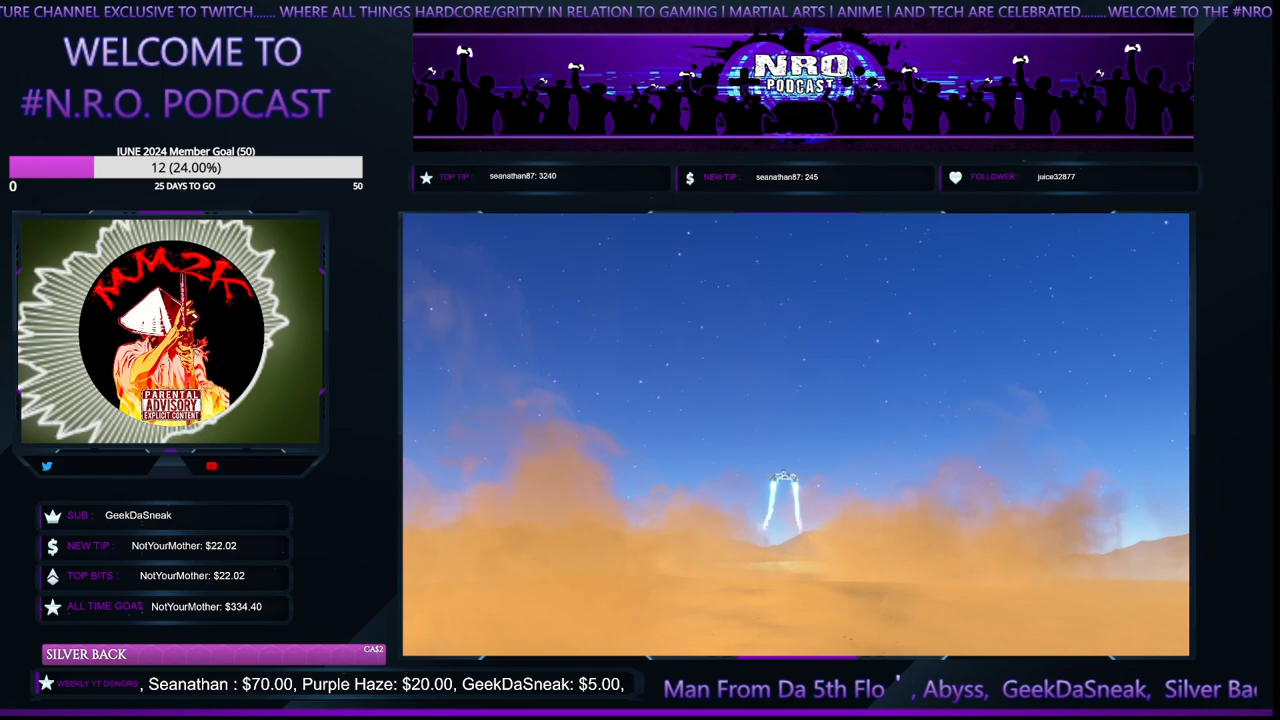 TURE CHANNEL EXCLUSIVE TO TWITCH....... WHERE ALL THINGS HARDCORE/GRITTY IN RELATION TO GAMING | MARTIAL ARTS | ANIME | AND TECH ARE CELEBRATED.......WELCOME TO THE #NRO
WELCOME TO
#N.R.O. PODCAST
NRO
PODCAST
JUNE 2024 Member Goal (50)
12 (24.00%)
0 25 DAYS TO GO 50
TOP TIP : seanathan87: 3240
NEW TIP : seanathan87: 245
FOLLOWER : juice32877
MM2K
PARENTAL
ADVISORY
EXPLICIT CONTENT
SUB : GeekDaSneak
NEW TIP : NotYourMother: $22.02
TOP BITS : NotYourMother: $22.02
ALL TIME GOAT: NotYourMother: $334.40
SILVER BACK CA$2
WEEKLY YT DONORS , Seanathan : $70.00, Purple Haze: $20.00, GeekDaSneak: $5.00,
Man From Da 5th Flo , Abyss, GeekDaSneak, Silver Ba